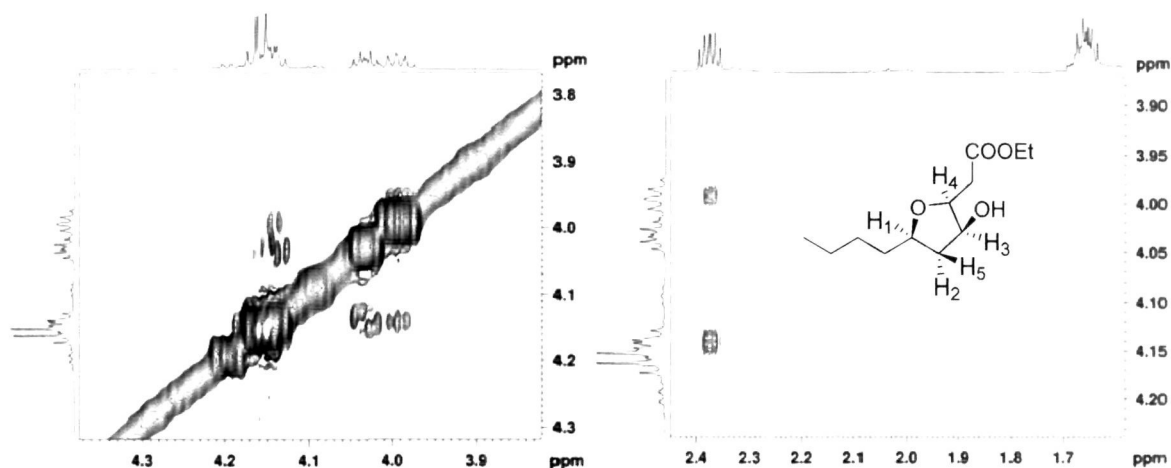 ppm
3.8
3.9
4.0
4.1
4.2
4.3
4.3 4.2 4.1 4.0 3.9 ppm
ppm
3.90
3.95
4.00
4.05
4.10
4.15
4.20
2.4 2.3 2.2 2.1 2.0 1.9 1.8 1.7 ppm
COOEt
H4
O
OH
H1
H3
H5
H2